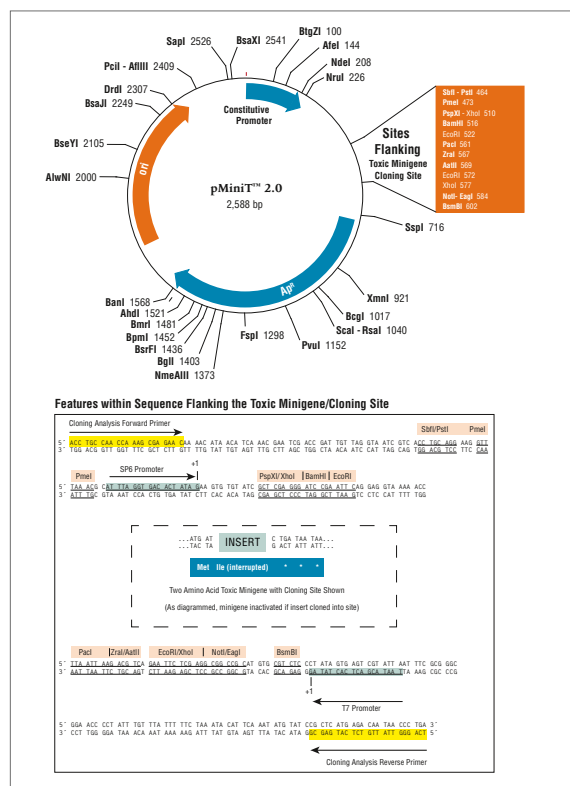 SapI 2526
BsaXI 2541
BtgZI 100
AfeI 144
NdeI 208
NruI 226
PciI - AflIII 2409
DrdI 2307
BsaJI 2249
BseYI 2105
AlwNI 2000
Constitutive
Promoter
ori
pMiniT™ 2.0
2,588 bp
Sites
Flanking
Toxic Minigene
Cloning Site
SbfI - PstI 464
PmeI 473
PspXI - XhoI 510
BamHI 516
EcoRI 522
PacI 561
ZraI 567
AatII 569
EcoRI 572
XhoI 577
NotI- EagI 584
BsmBI 602
SspI 716
XmnI 921
BcgI 1017
ScaI - RsaI 1040
PvuI 1152
FspI 1298
ApR
BanI 1568
AhdI 1521
BmrI 1481
BpmI 1452
BsrFI 1436
BglI 1403
NmeAIII 1373
Features within Sequence Flanking the Toxic Minigene/Cloning Site
Cloning Analysis Forward Primer
SbfI/PstI PmeI
5´ ACC TGC CAA CCA AAG CGA GAA CAA AAC ATA ACA TCA AAC GAA TCG ACC GAT TGT TAG GTA ATC GTC ACC TGC AGG AAG GTT
3´ TGG ACG GTT GGT TTC GCT CTT GTT TTG TAT TGT AGT TTG CTT AGC TGG CTA ACA ATC CAT TAG CAG TGG ACG TCC TTC CAA
PmeI SP6 Promoter +1 PspXI/XhoI BamHI EcoRI
TAA ACG CAT TTA GGT GAC ACT ATA GAA GTG TGT ATC GCT CGA GGG ATC CGA ATT C AG GAG GTA AAA ACC
ATT TGC GTA AAT CCA CTG TGA TAT CTT CAC ACA TAG CGA GCT CCC TAG GCT TAA G TC CTC CAT TTT TGG
...ATG AT INSERT C TGA TAA TAA...
...TAC TA G ACT ATT ATT...
Met Ile (interrupted) * * *
Two Amino Acid Toxic Minigene with Cloning Site Shown
(As diagrammed, minigene inactivated if insert cloned into site)
PacI ZraI/AatII EcoRI/XhoI NotI/EagI BsmBI
TTA ATT AAG ACG TCA GAA TTC TCG AGG CGG CCG CAT GTG CGT CTC CCT ATA GTG AGT CGT ATT AAT TTC GCG GGC
AAT TAA TTC TGC AGT CTT AAG AGC TCC GCC GGC GTA CAC GCA GAG GGA TAT CAC TCA GCA TAA TTA AAG CGC CCG
+1
T7 Promoter
5´ GGA ACC CCT ATT TGT TTA TTT TTC TAA ATA CAT TCA AAT ATG TAT CCG CTC ATG AGA CAA TAA CCC TGA 3´
3´ CCT TGG GGA TAA ACA AAT AAA AAG ATT TAT GTA AGT TTA TAC ATA GGC GAG TAC TCT GTT ATT GGG ACT 5´
Cloning Analysis Reverse Primer